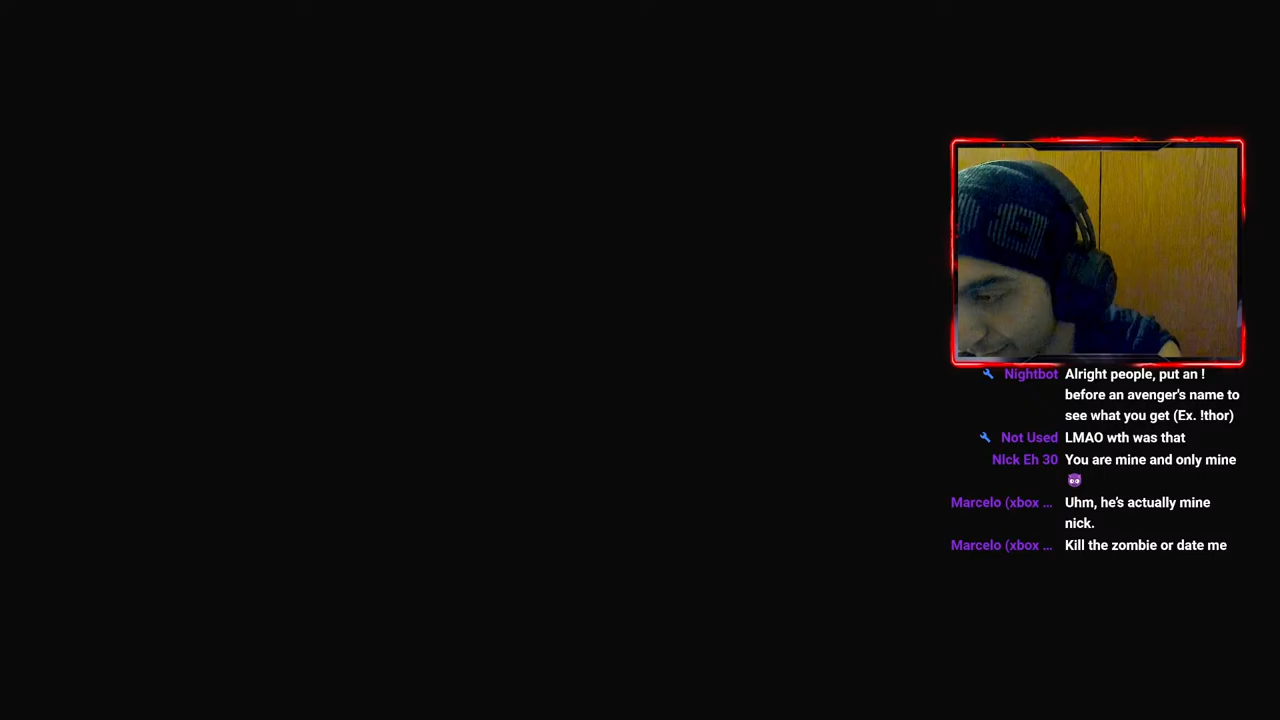 Nightbot Alright people, put an !
before an avenger's name to
see what you get (Ex. !thor)
Not Used LMAO wth was that
NIck Eh 30 You are mine and only mine
Marcelo (xbox ... Uhm, he's actually mine
nick.
Marcelo (xbox ... Kill the zombie or date me